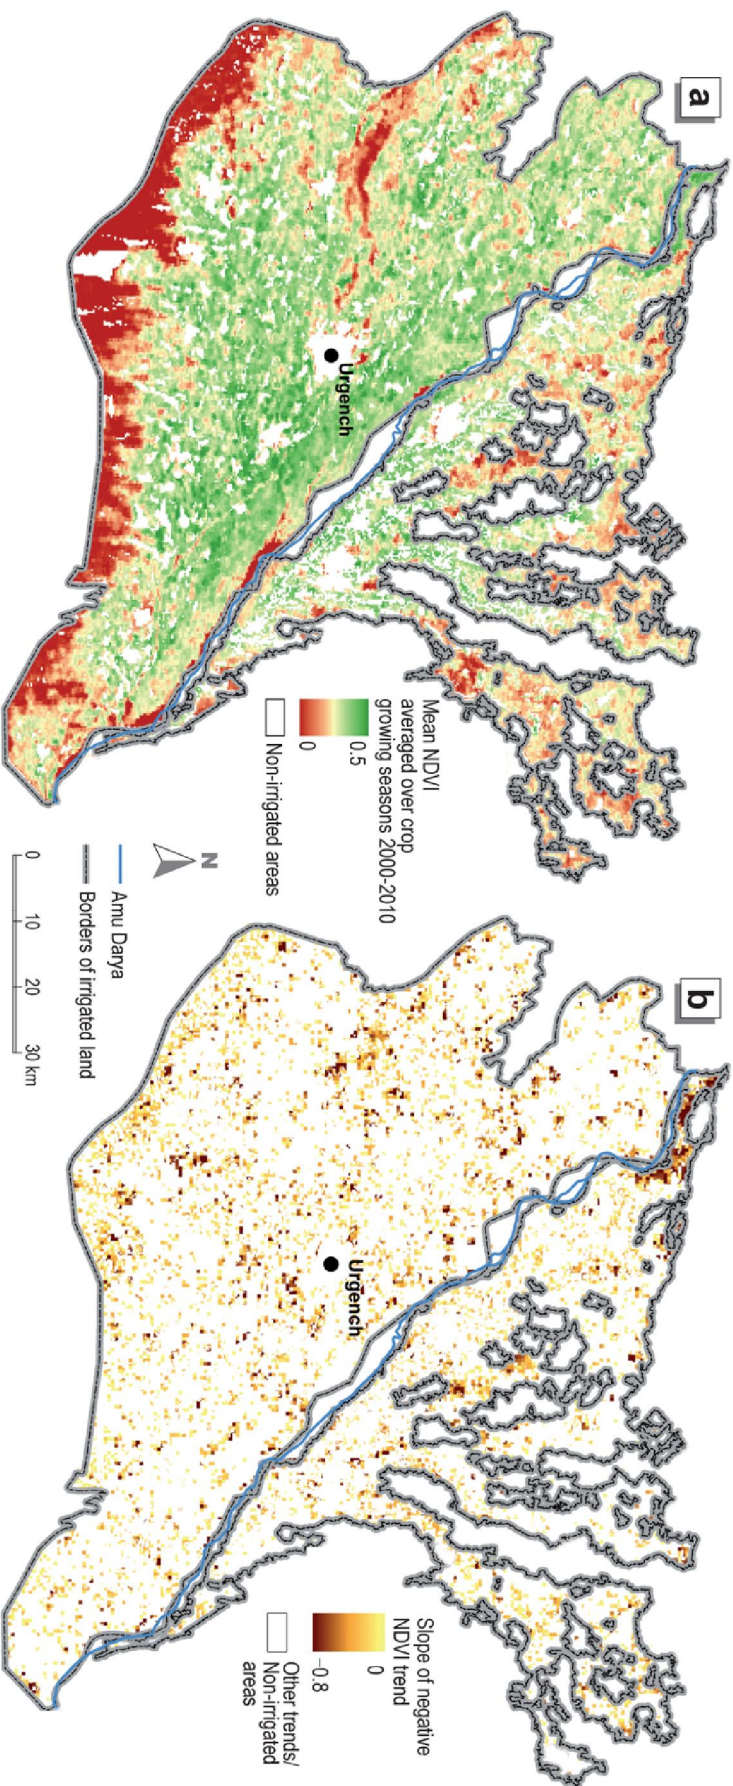 a
Urgench
Mean NDVI
averaged over crop
growing seasons 2000-2010
0.5
0
Non-irrigated areas
N
Amu Darya
Borders of irrigated land
0 10 20 30 km
b
Urgench
Slope of negative
NDVI trend
0
−0.8
Other trends/
Non-irrigated
areas